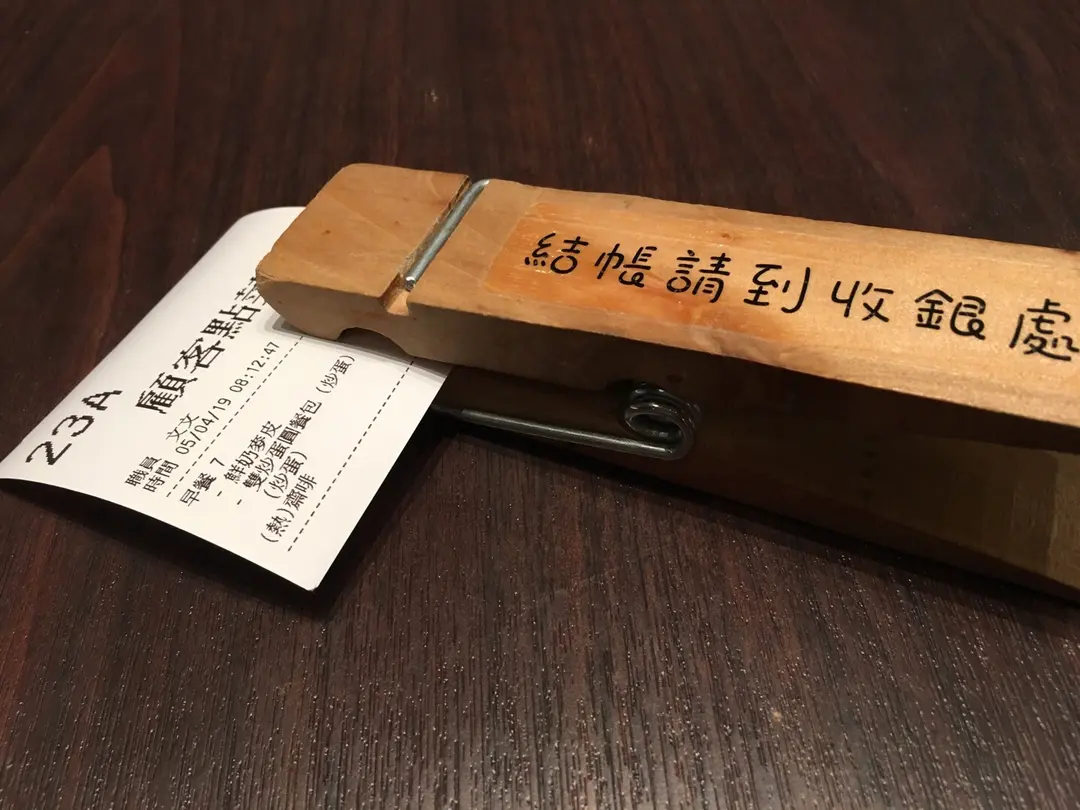 23A
顧客點菜
職員 文文
時間 05/04/19 08:12:47
早餐 7
- 鮮奶麥皮
- 雙炒蛋圓餐包 (炒蛋)
(炒蛋)
(熱)齋啡
結帳請到收銀處